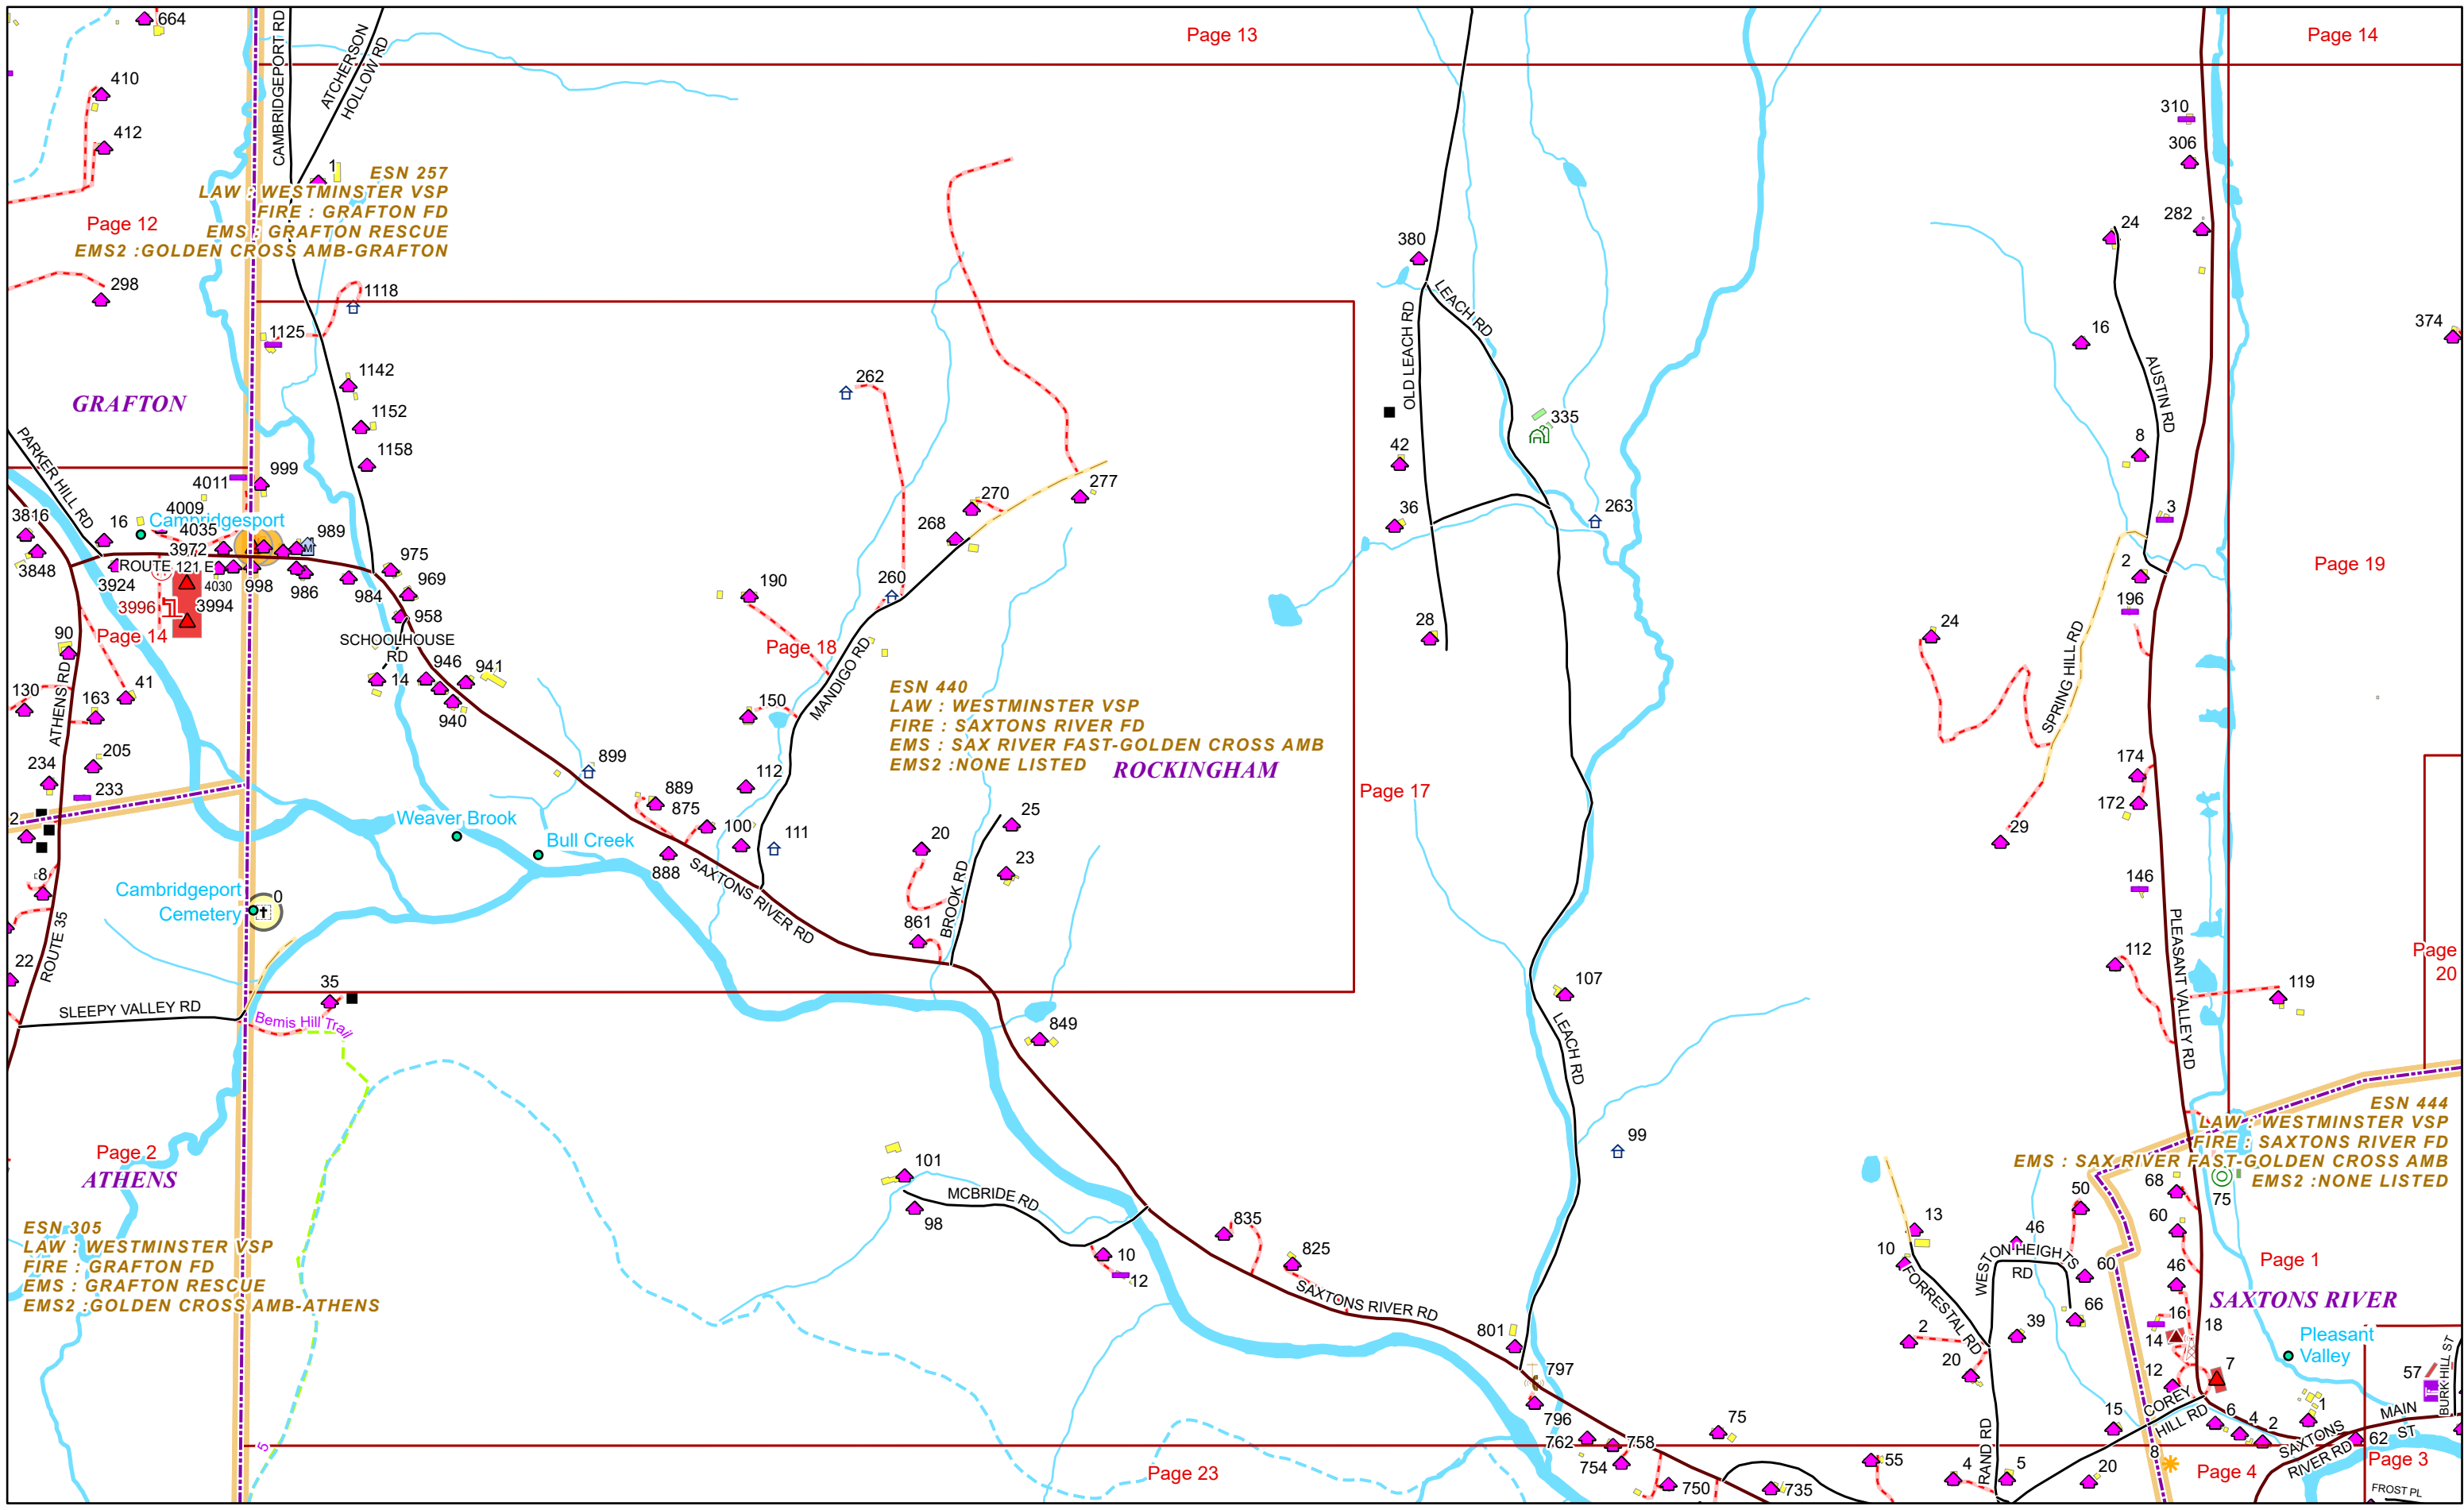 664
CAMBRIDGEPORT RD
ATCHERSON
HOLLOW RD
Page 13
Page 14
410
412
310
306
1
ESN 257
LAW : WESTMINSTER VSP
FIRE : GRAFTON FD
EMS : GRAFTON RESCUE
EMS2 :GOLDEN CROSS AMB-GRAFTON
Page 12
282
24
380
298
1118
1125
LEACH RD
OLD LEACH RD
16
374
1142
262
GRAFTON
1152
335
AUSTIN RD
PARKER HILL RD
1158
42
8
999
4011
277
270
4009
3816
16
Cambridgesport
4035
989
268
36
263
3
3972
975
ROUTE 121 E
3848
3924
4030
998
986
984
969
190
260
2
Page 19
3996
3994
958
196
Page 14
90
SCHOOLHOUSE
RD
Page 18
28
24
SPRING HILL RD
946
941
14
MANDIGO RD
130
ATHENS RD
163
41
150
940
ESN 440
LAW : WESTMINSTER VSP
FIRE : SAXTONS RIVER FD
EMS : SAX RIVER FAST-GOLDEN CROSS AMB
EMS2 :NONE LISTED
ROCKINGHAM
205
234
233
899
112
889
875
174
172
Page 17
2
Weaver Brook
Bull Creek
100
111
20
25
29
888
23
8
146
SAXTONS RIVER RD
BROOK RD
Cambridgeport
Cemetery
0
861
PLEASANT VALLEY RD
ROUTE 35
22
112
Page
20
35
107
119
SLEEPY VALLEY RD
Bemis Hill Trail
849
LEACH RD
Page 2
ATHENS
99
ESN 444
LAW : WESTMINSTER VSP
FIRE : SAXTONS RIVER FD
EMS : SAX RIVER FAST-GOLDEN CROSS AMB
EMS2 :NONE LISTED
101
MCBRIDE RD
98
68
75
50
60
13
46
835
10
WESTON HEIGHTS
RD
60
Page 1
ESN 305
LAW : WESTMINSTER VSP
FIRE : GRAFTON FD
EMS : GRAFTON RESCUE
EMS2 :GOLDEN CROSS AMB-ATHENS
10
12
825
46
SAXTONS RIVER RD
FORRESTAL RD
66
SAXTONS RIVER
16
18
801
2
39
14
Pleasant
Valley
797
20
12
7
57
BURK HILL ST
796
75
15
COREY
HILL RD
6
4
2
1
MAIN
ST
SAXTONS
RIVER RD
62
5
762
758
754
RAND RD
8
Page 23
750
735
55
4
5
20
Page 4
Page 3
FROST PL